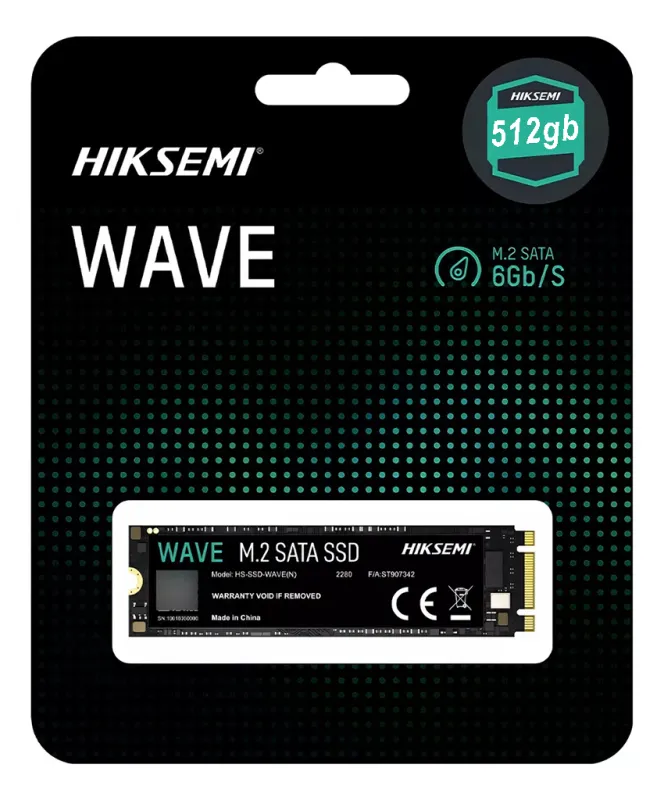 HIKSEMI
512gb
HIKSEMI®
WAVE
M.2 SATA
6Gb/S
WAVE M.2 SATA SSD HIKSEMI
Model: HS-SSD-WAVE(N) 2280 F/A:ST907342
WARRANTY VOID IF REMOVED
CE
Made in China